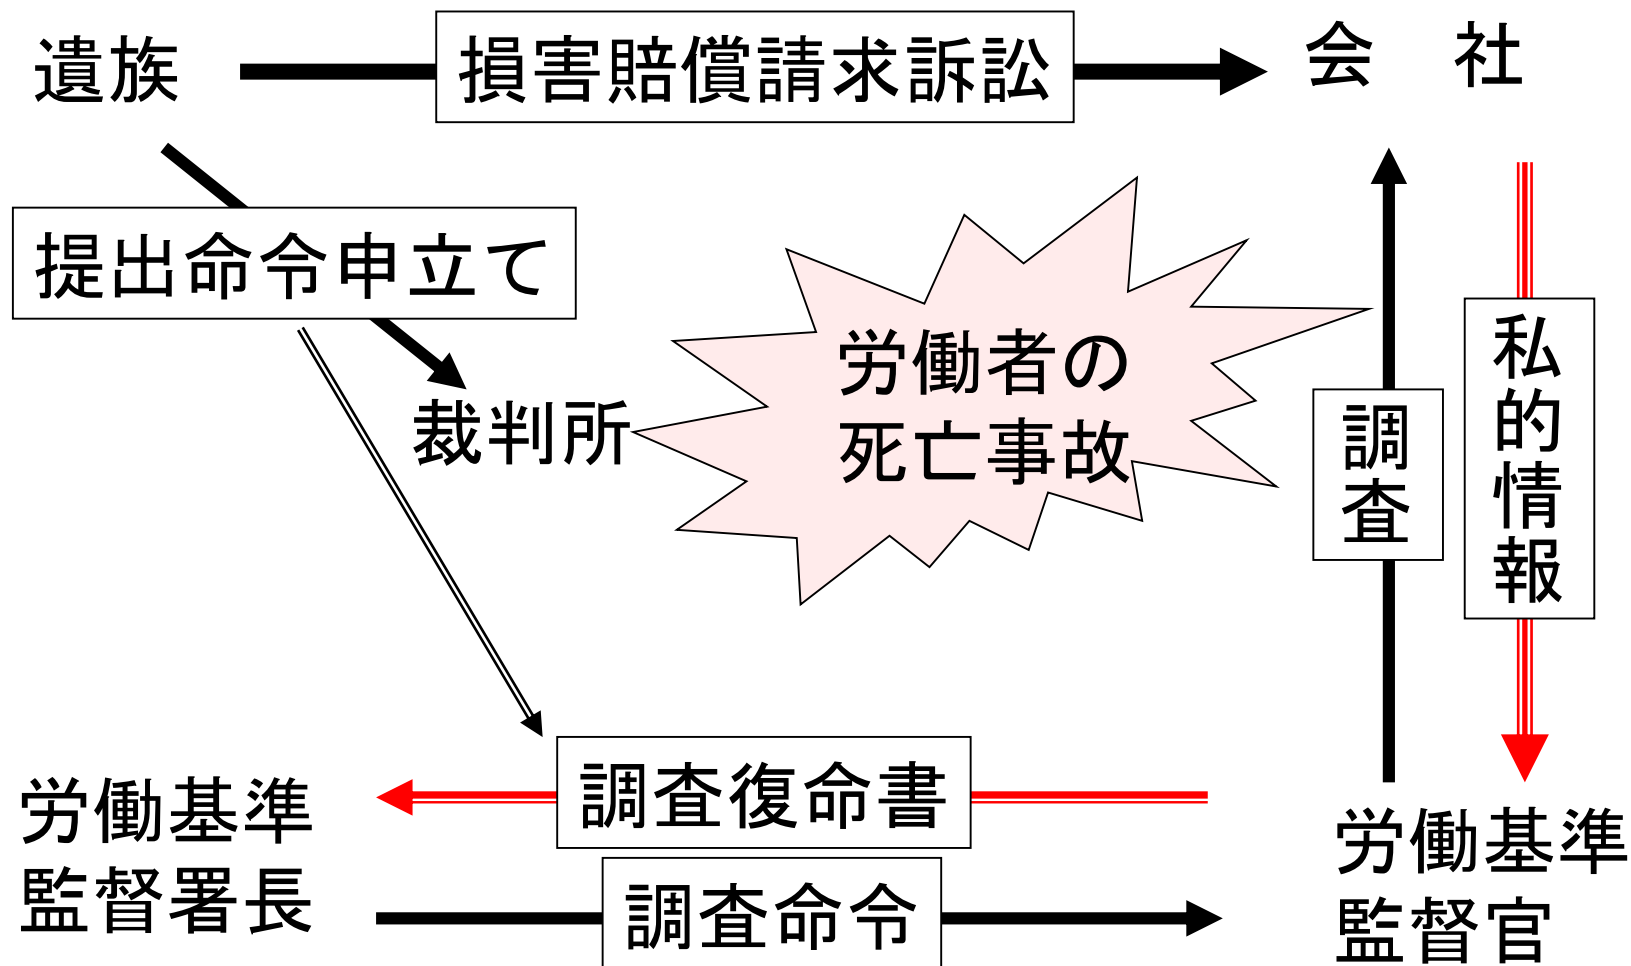 遺族
損害賠償請求訴訟
会　社
提出命令申立て
裁判所
労働者の
死亡事故
調査
私的情報
調査復命書
労働基準
監督署長
調査命令
労働基準
監督官